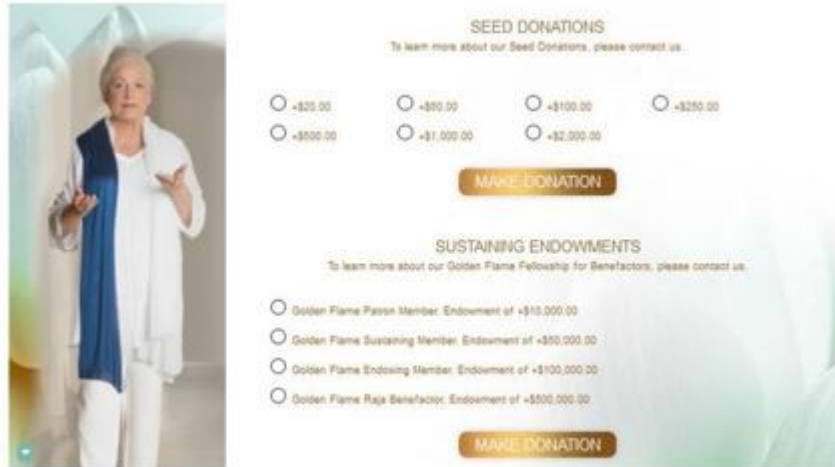 SEED DONATIONS
To learn more about our Seed Donations, please contact us.
+$20.00 +$50.00 +$100.00 +$250.00
+$500.00 +$1,000.00 +$2,000.00
MAKE DONATION
SUSTAINING ENDOWMENTS
To learn more about our Golden Flame Fellowship for Benefactors, please contact us.
Golden Flame Patron Member. Endowment of +$10,000.00
Golden Flame Sustaining Member. Endowment of +$50,000.00
Golden Flame Endowing Member. Endowment of +$100,000.00
Golden Flame Raja Benefactor. Endowment of +$500,000.00
MAKE DONATION